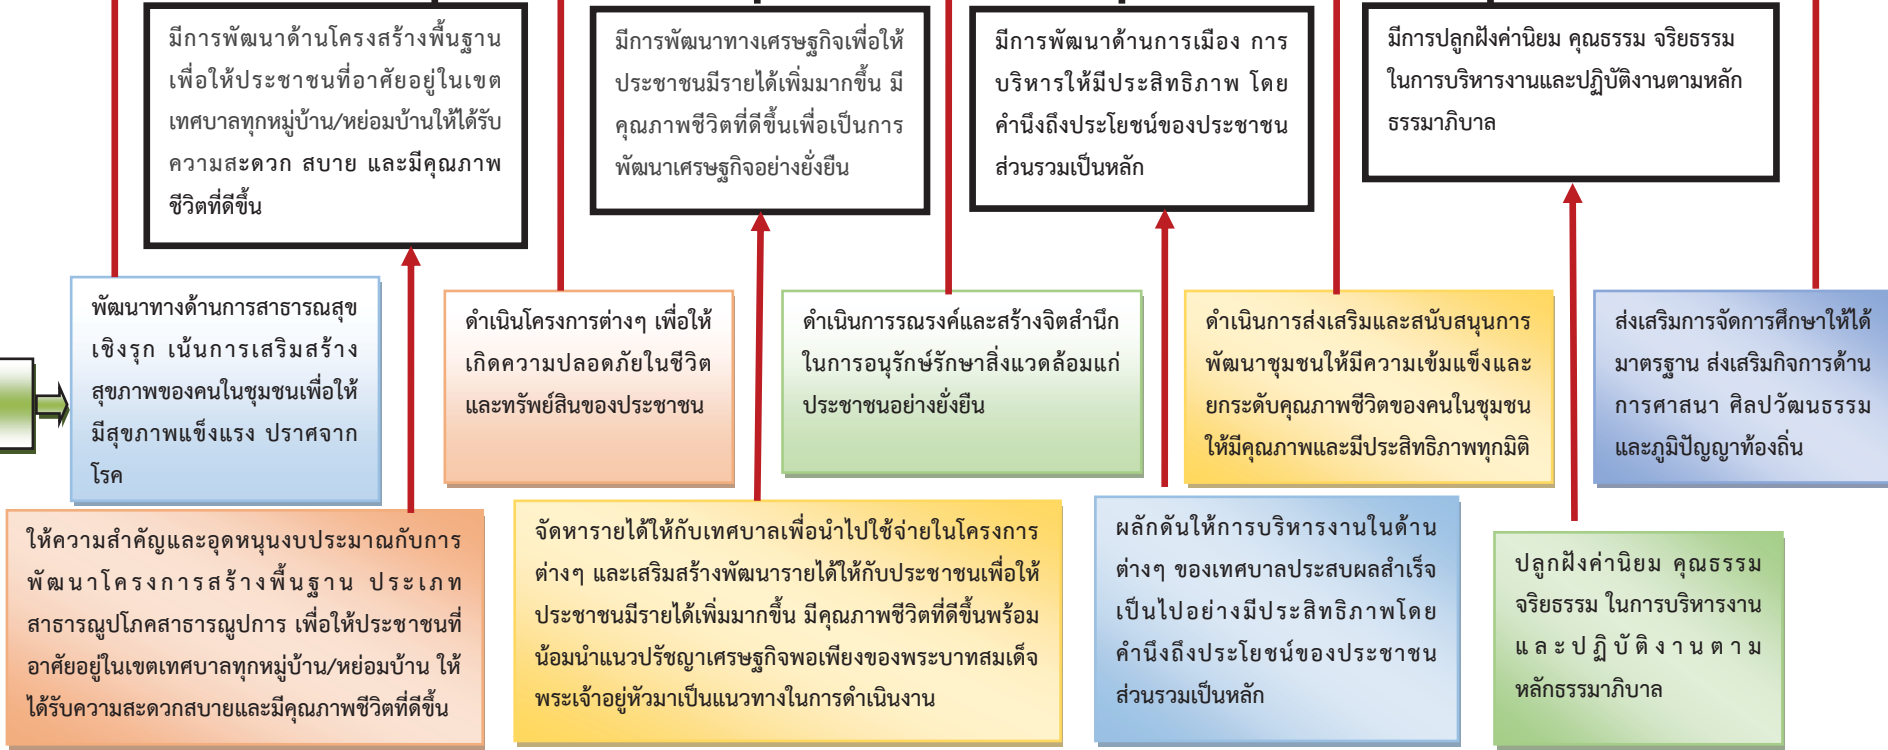 มีการพัฒนาด้านโครงสร้างพื้นฐาน
เพื่อให้ประชาชนที่อาศัยอยู่ในเขต
เทศบาลทุกหมู่บ้าน/หย่อมบ้านให้ได้รับ
ความสะดวก สบาย และมีคุณภาพ
ชีวิตที่ดีขึ้น
มีการพัฒนาทางเศรษฐกิจเพื่อให้
ประชาชนมีรายได้เพิ่มมากขึ้น มี
คุณภาพชีวิตที่ดีขึ้นเพื่อเป็นการ
พัฒนาเศรษฐกิจอย่างยั่งยืน
มีการพัฒนาด้านการเมือง การ
บริหารให้มีประสิทธิภาพ โดย
คำนึงถึงประโยชน์ของประชาชน
ส่วนรวมเป็นหลัก
มีการปลูกฝังค่านิยม คุณธรรม จริยธรรม
ในการบริหารงานและปฏิบัติงานตามหลัก
ธรรมาภิบาล
พัฒนาทางด้านการสาธารณสุข
เชิงรุก เน้นการเสริมสร้าง
สุขภาพของคนในชุมชนเพื่อให้
มีสุขภาพแข็งแรง ปราศจาก
โรค
ดำเนินโครงการต่างๆ เพื่อให้
เกิดความปลอดภัยในชีวิต
และทรัพย์สินของประชาชน
ดำเนินการรณรงค์และสร้างจิตสำนึก
ในการอนุรักษ์รักษาสิ่งแวดล้อมแก่
ประชาชนอย่างยั่งยืน
ดำเนินการส่งเสริมและสนับสนุนการ
พัฒนาชุมชนให้มีความเข้มแข็งและ
ยกระดับคุณภาพชีวิตของคนในชุมชน
ให้มีคุณภาพและมีประสิทธิภาพทุกมิติ
ส่งเสริมการจัดการศึกษาให้ได้
มาตรฐาน ส่งเสริมกิจการด้าน
การศาสนา ศิลปวัฒนธรรม
และภูมิปัญญาท้องถิ่น
ให้ความสำคัญและอุดหนุนงบประมาณกับการ
พัฒนาโครงการสร้างพื้นฐาน ประเภท
สาธารณูปโภคสาธารณูปการ เพื่อให้ประชาชนที่
อาศัยอยู่ในเขตเทศบาลทุกหมู่บ้าน/หย่อมบ้าน ให้
ได้รับความสะดวกสบายและมีคุณภาพชีวิตที่ดีขึ้น
จัดหารายได้ให้กับเทศบาลเพื่อนำไปใช้จ่ายในโครงการ
ต่างๆ และเสริมสร้างพัฒนารายได้ให้กับประชาชนเพื่อให้
ประชาชนมีรายได้เพิ่มมากขึ้น มีคุณภาพชีวิตที่ดีขึ้นพร้อม
น้อมนำแนวปรัชญาเศรษฐกิจพอเพียงของพระบาทสมเด็จ
พระเจ้าอยู่หัวมาเป็นแนวทางในการดำเนินงาน
ผลักดันให้การบริหารงานในด้าน
ต่างๆ ของเทศบาลประสบผลสำเร็จ
เป็นไปอย่างมีประสิทธิภาพโดย
คำนึงถึงประโยชน์ของประชาชน
ส่วนรวมเป็นหลัก
ปลูกฝังค่านิยม คุณธรรม
จริยธรรม ในการบริหารงาน
และปฏิบัติงานตาม
หลักธรรมาภิบาล